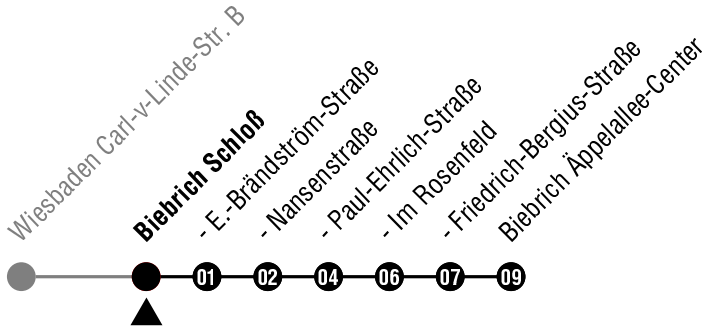 Wiesbaden Carl-v-Linde-Str. B
Biebrich Schloß
- E.-Brändström-Straße
- Nansenstraße
- Paul-Ehrlich-Straße
- Im Rosenfeld
- Friedrich-Bergius-Straße
Biebrich Äppelallee-Center
01 02 04 06 07 09